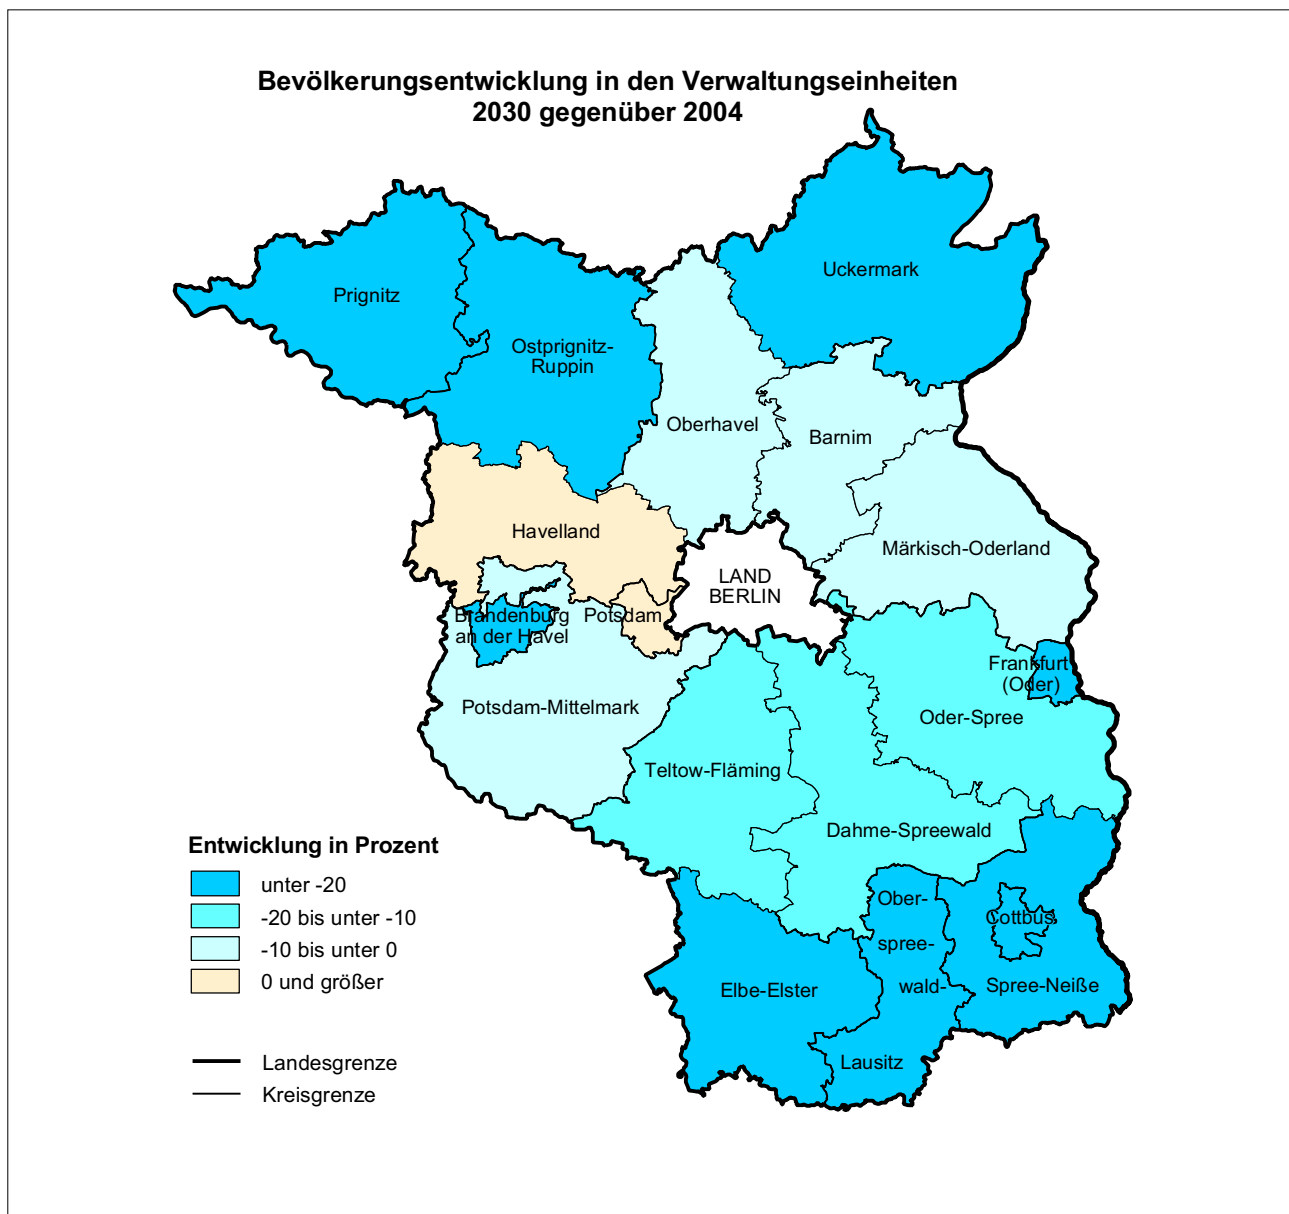 Bevölkerungsentwicklung in den Verwaltungseinheiten
2030 gegenüber 2004
Uckermark
Prignitz
Ostprignitz-
Ruppin
Oberhavel
Barnim
Havelland
Märkisch-Oderland
LAND
BERLIN
Brandenburg
an der Havel
Potsdam
Frankfurt
(Oder)
Potsdam-Mittelmark
Oder-Spree
Teltow-Fläming
Dahme-Spreewald
Ober-
spree-
wald-
Lausitz
Cottbus
Spree-Neiße
Elbe-Elster
Entwicklung in Prozent
unter -20
-20 bis unter -10
-10 bis unter 0
0 und größer
Landesgrenze
Kreisgrenze